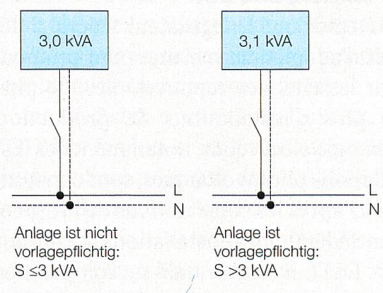 3,0 kVA
3,1 kVA
L
N
L
N
Anlage ist nicht
vorlagepflichtig:
S ≤3 kVA
Anlage ist
vorlagepflichtig:
S >3 kVA